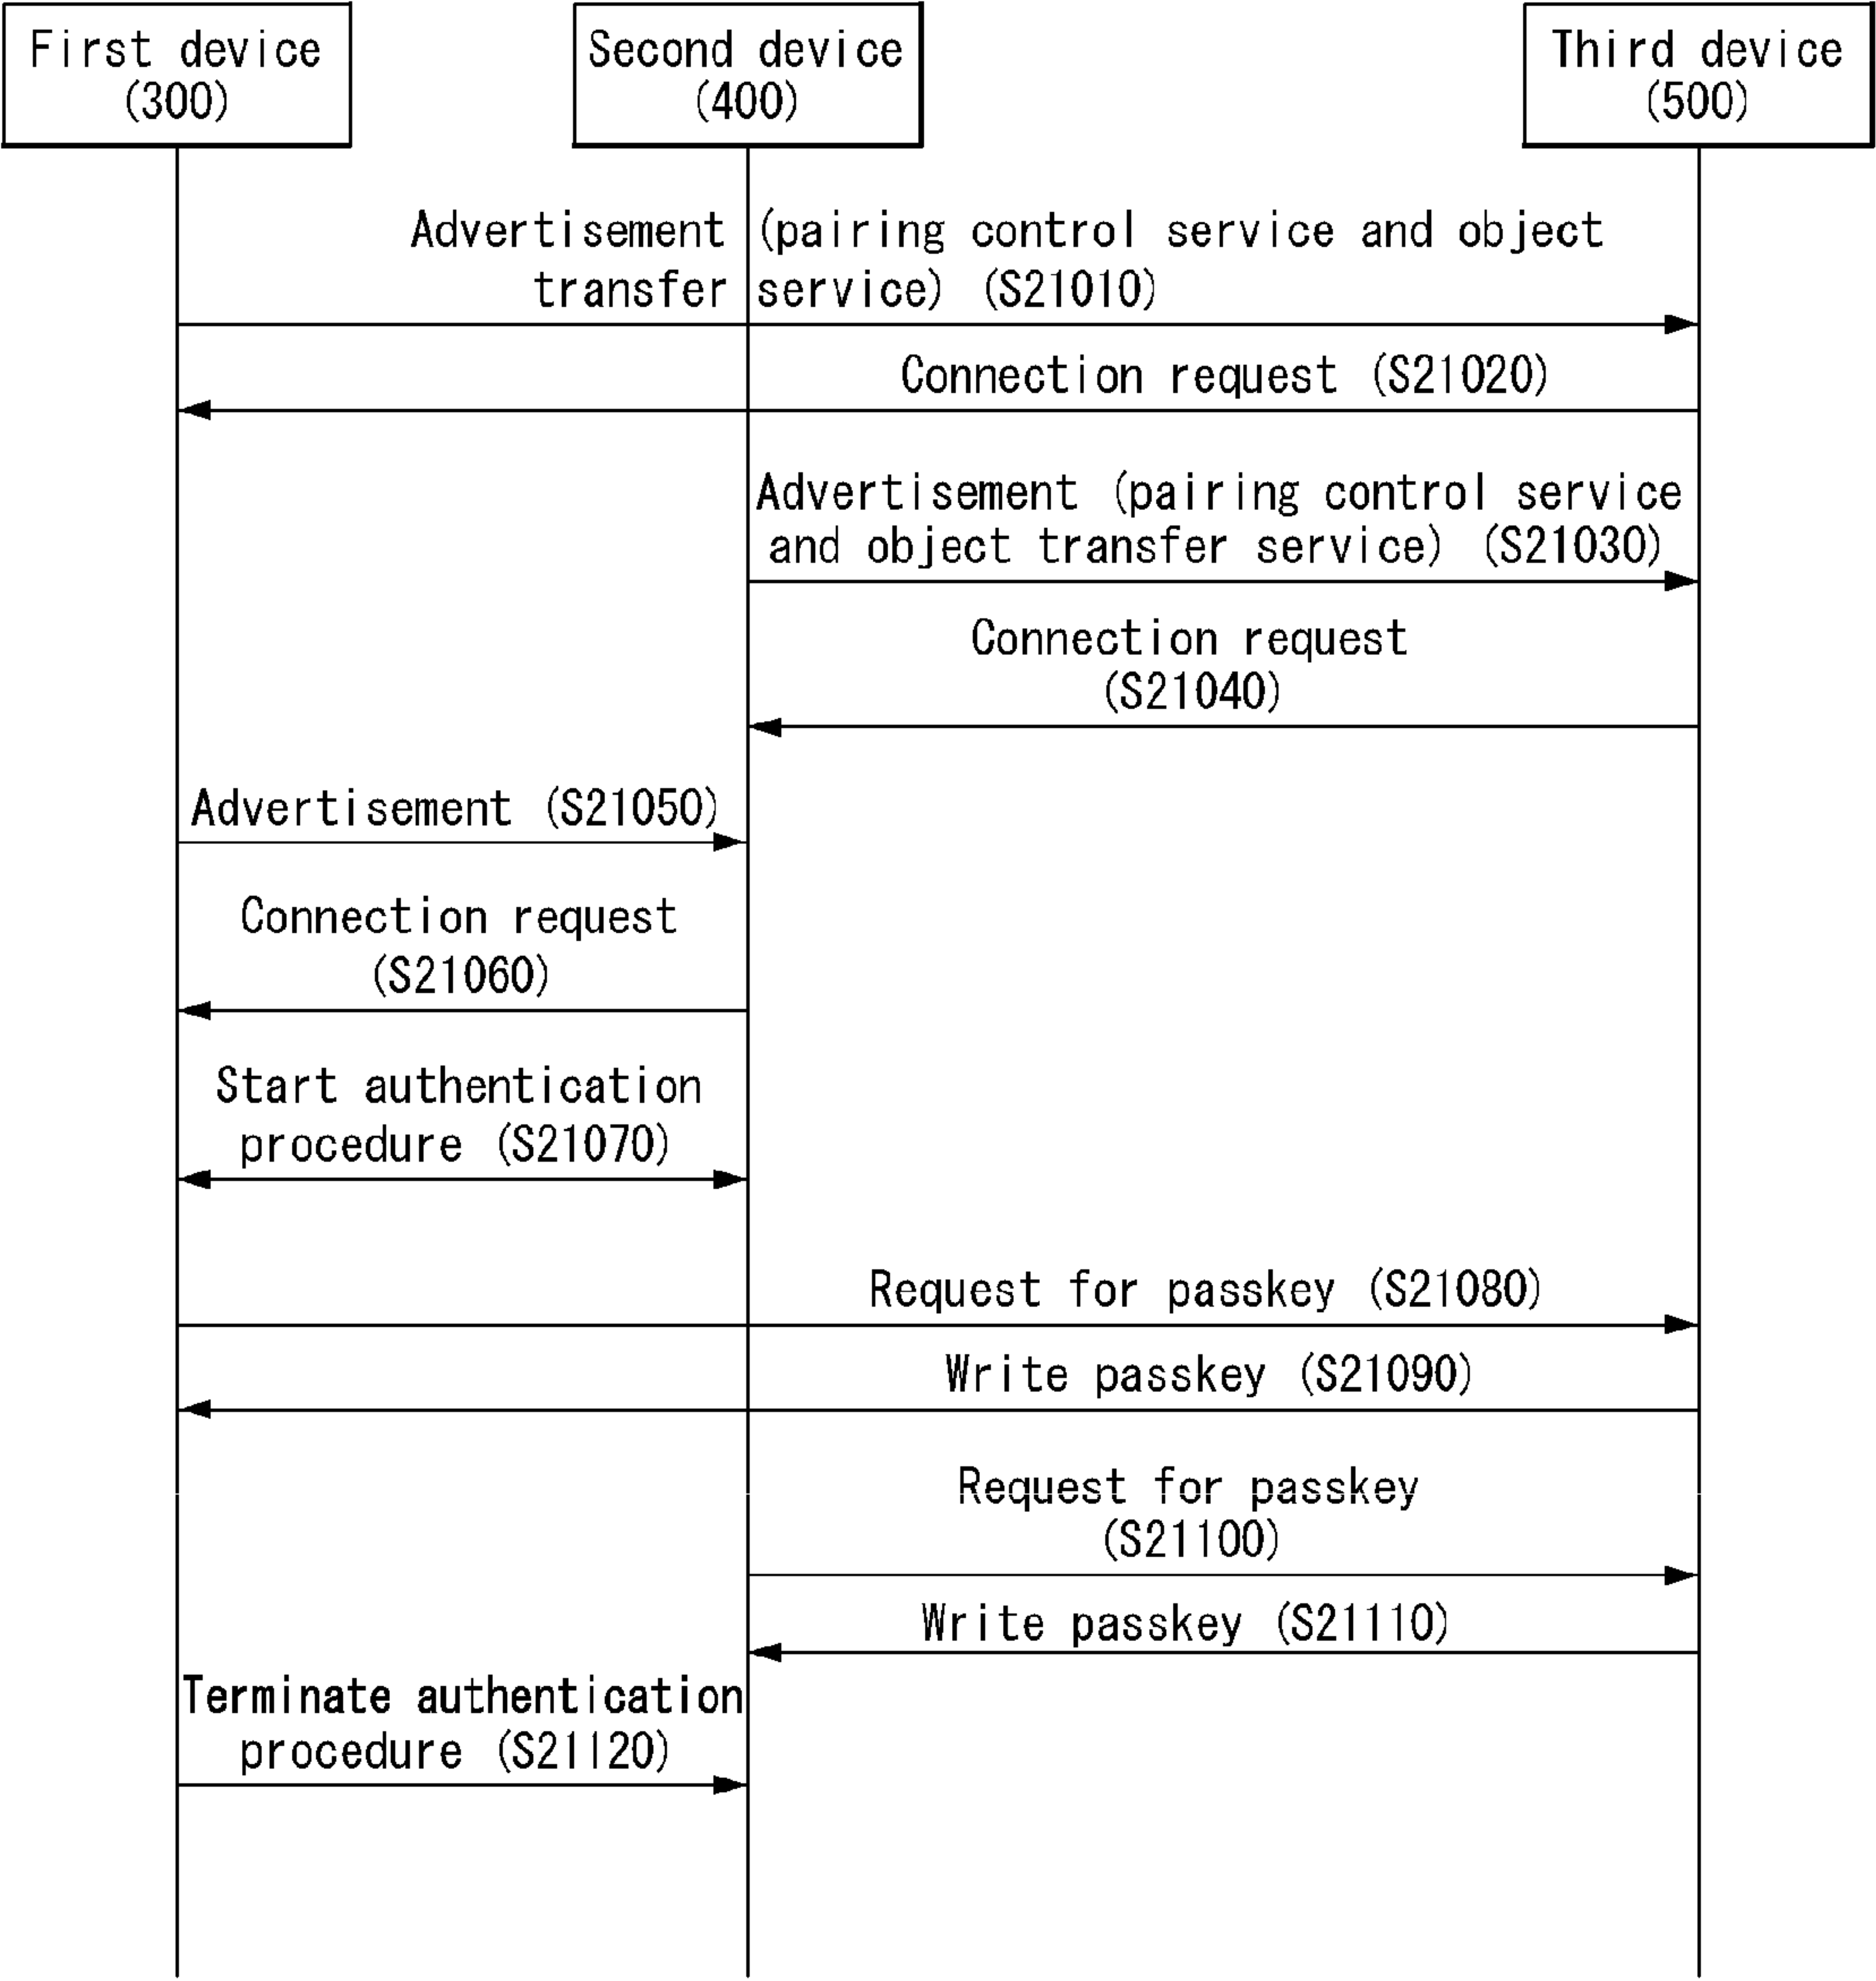 First device
(300)
Second device
(400)
Third device
(500)
Advertisement (pairing control service and object
transfer service) (S21010)
Connection request (S21020)
Advertisement (pairing control service
and object transfer service) (S21030)
Connection request
(S21040)
Advertisement (S21050)
Connection request
(S21060)
Start authentication
procedure (S21070)
Request for passkey (S21080)
Write passkey (S21090)
Request for passkey
(S21100)
Write passkey (S21110)
Terminate authentication
procedure (S21120)